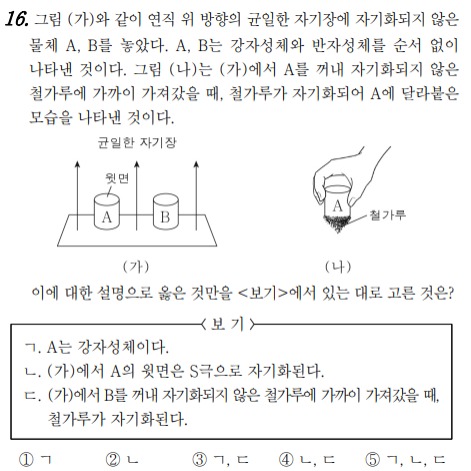 16. 그림 (가)와 같이 연직 위 방향의 균일한 자기장에 자기화되지 않은
물체 A, B를 놓았다. A, B는 강자성체와 반자성체를 순서 없이
나타낸 것이다. 그림 (나)는 (가)에서 A를 꺼내 자기화되지 않은
철가루에 가까이 가져갔을 때, 철가루가 자기화되어 A에 달라붙은
모습을 나타낸 것이다.
균일한 자기장
윗면
A
B
A
철가루
(가)
(나)
이에 대한 설명으로 옳은 것만을 <보기>에서 있는 대로 고른 것은?
<보 기>
ㄱ. A는 강자성체이다.
ㄴ. (가)에서 A의 윗면은 S극으로 자기화된다.
ㄷ. (가)에서 B를 꺼내 자기화되지 않은 철가루에 가까이 가져갔을 때,
철가루가 자기화된다.
① ㄱ ② ㄴ ③ ㄱ, ㄷ ④ ㄴ, ㄷ ⑤ ㄱ, ㄴ, ㄷ